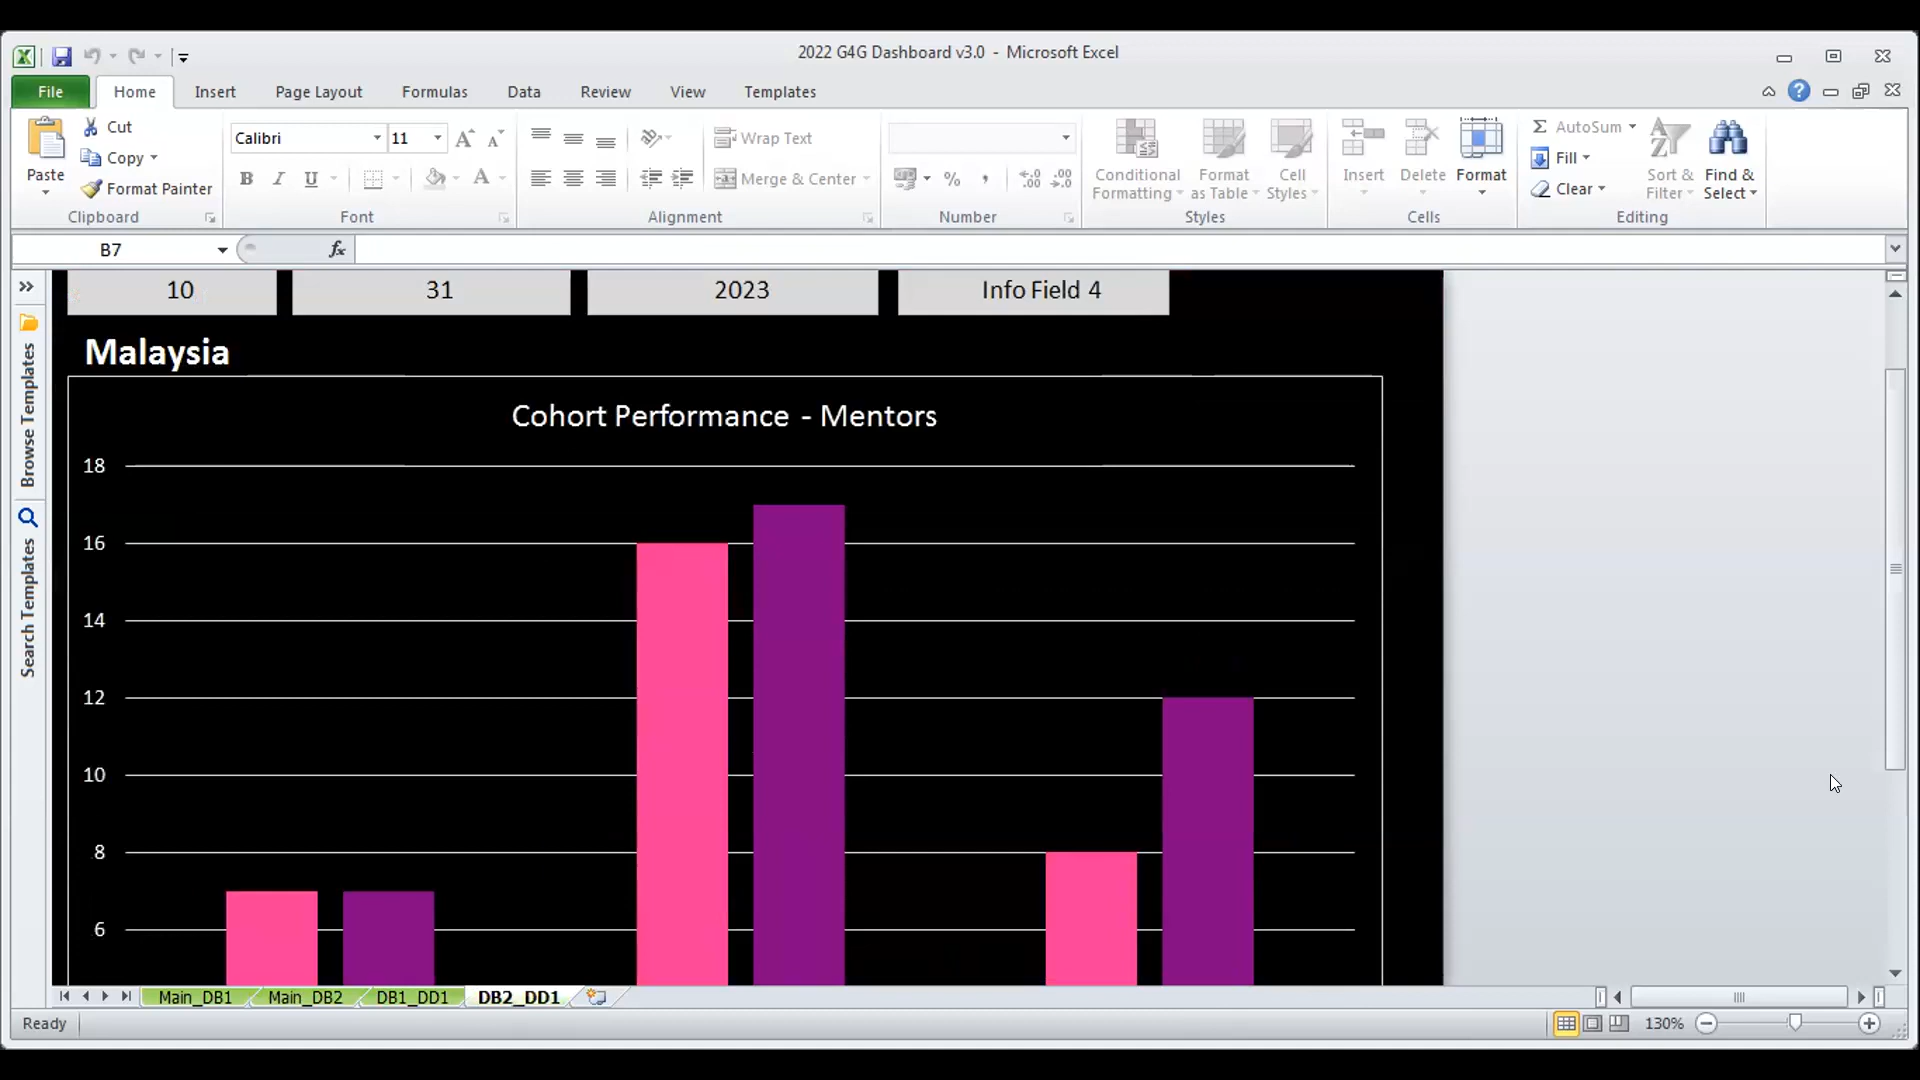 2022 G4G Dashboard v3.0 - Microsoft Excel
File Home Insert Page Layout Formulas Data Review View Templates
Paste
Cut
Copy
Format Painter
Clipboard
Calibri 11
B I U
Font
Wrap Text
Merge & Center
Alignment
%
Number
Conditional Formatting
Format as Table
Cell Styles
Styles
Insert Delete Format
Cells
Σ AutoSum
Fill
Clear
Sort & Filter
Find & Select
Editing
B7 fx
Browse Templates
Search Templates
10 31 2023 Info Field 4
Malaysia
Cohort Performance - Mentors
18
16
14
12
10
8
6
Main_DB1 Main_DB2 DB1_DD1 DB2_DD1
Ready 130%